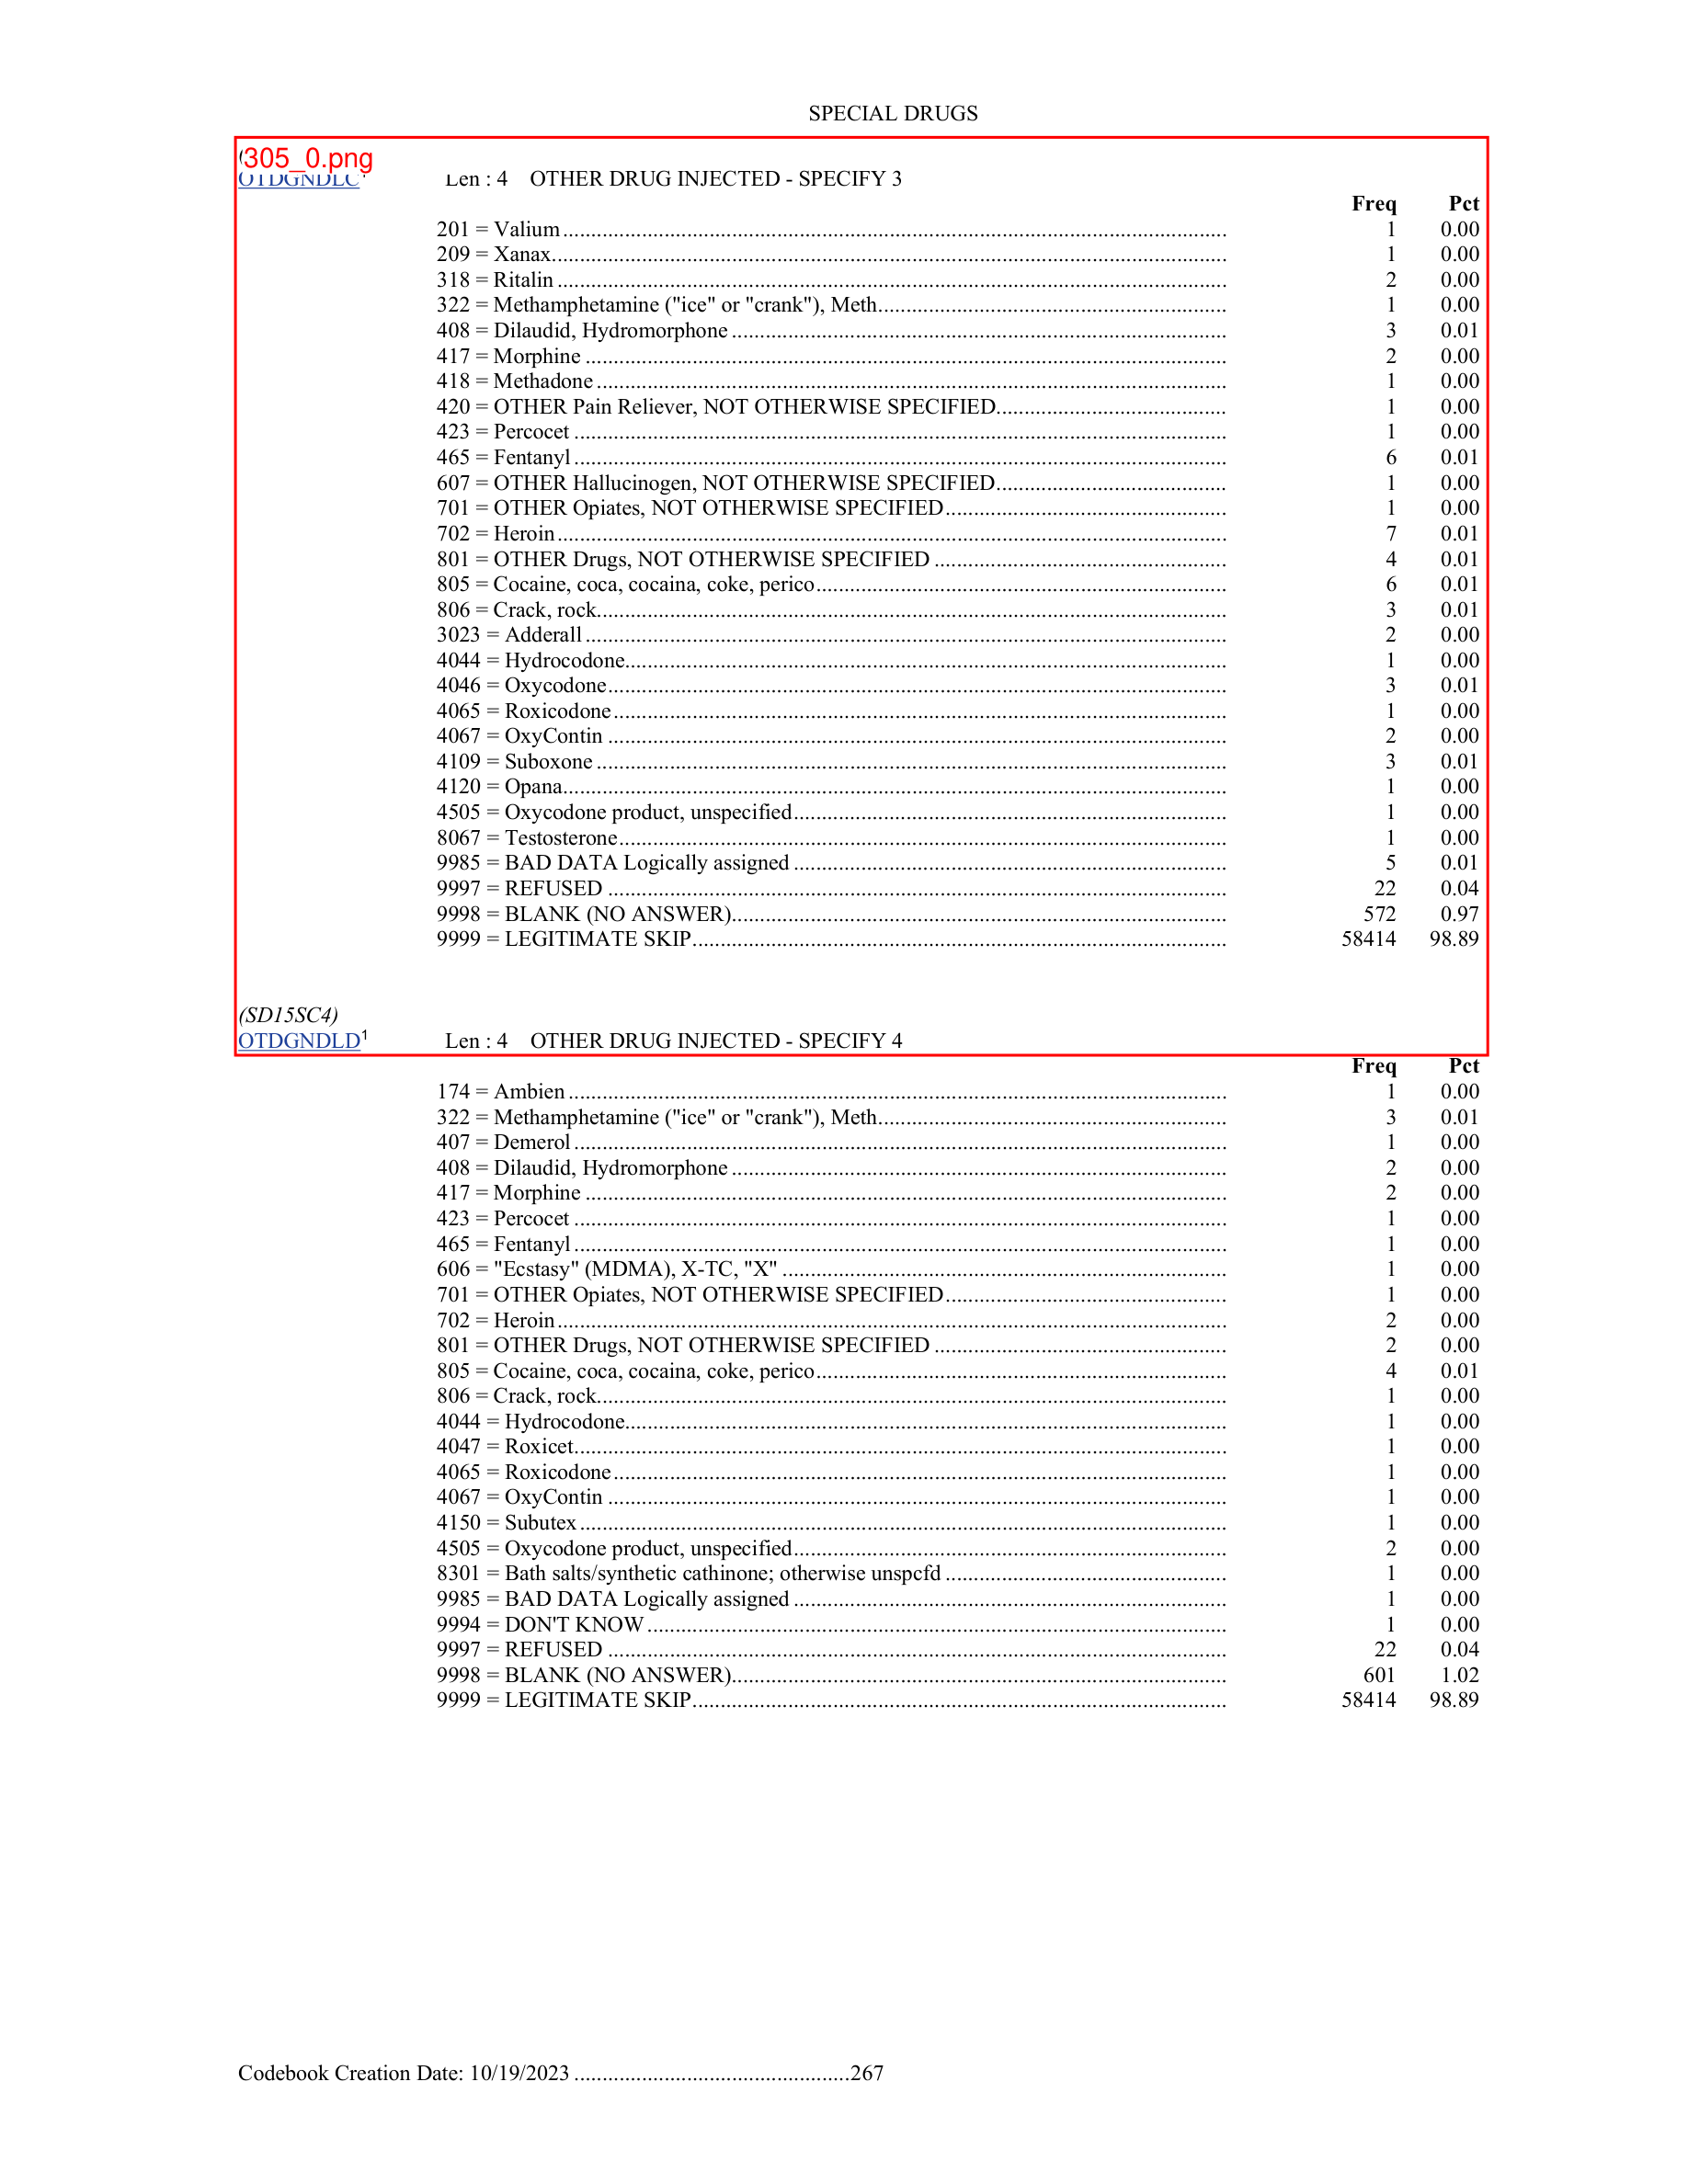 SPECIAL DRUGS
305_0.png
OTDGNDLC¹ Len : 4 OTHER DRUG INJECTED - SPECIFY 3
Freq Pct
201 = Valium 1 0.00
209 = Xanax 1 0.00
318 = Ritalin 2 0.00
322 = Methamphetamine ("ice" or "crank"), Meth 1 0.00
408 = Dilaudid, Hydromorphone 3 0.01
417 = Morphine 2 0.00
418 = Methadone 1 0.00
420 = OTHER Pain Reliever, NOT OTHERWISE SPECIFIED 1 0.00
423 = Percocet 1 0.00
465 = Fentanyl 6 0.01
607 = OTHER Hallucinogen, NOT OTHERWISE SPECIFIED 1 0.00
701 = OTHER Opiates, NOT OTHERWISE SPECIFIED 1 0.00
702 = Heroin 7 0.01
801 = OTHER Drugs, NOT OTHERWISE SPECIFIED 4 0.01
805 = Cocaine, coca, cocaina, coke, perico 6 0.01
806 = Crack, rock 3 0.01
3023 = Adderall 2 0.00
4044 = Hydrocodone 1 0.00
4046 = Oxycodone 3 0.01
4065 = Roxicodone 1 0.00
4067 = OxyContin 2 0.00
4109 = Suboxone 3 0.01
4120 = Opana 1 0.00
4505 = Oxycodone product, unspecified 1 0.00
8067 = Testosterone 1 0.00
9985 = BAD DATA Logically assigned 5 0.01
9997 = REFUSED 22 0.04
9998 = BLANK (NO ANSWER) 572 0.97
9999 = LEGITIMATE SKIP 58414 98.89
(SD15SC4)
OTDGNDLD¹ Len : 4 OTHER DRUG INJECTED - SPECIFY 4
Freq Pct
174 = Ambien 1 0.00
322 = Methamphetamine ("ice" or "crank"), Meth 3 0.01
407 = Demerol 1 0.00
408 = Dilaudid, Hydromorphone 2 0.00
417 = Morphine 2 0.00
423 = Percocet 1 0.00
465 = Fentanyl 1 0.00
606 = "Ecstasy" (MDMA), X-TC, "X" 1 0.00
701 = OTHER Opiates, NOT OTHERWISE SPECIFIED 1 0.00
702 = Heroin 2 0.00
801 = OTHER Drugs, NOT OTHERWISE SPECIFIED 2 0.00
805 = Cocaine, coca, cocaina, coke, perico 4 0.01
806 = Crack, rock 1 0.00
4044 = Hydrocodone 1 0.00
4047 = Roxicet 1 0.00
4065 = Roxicodone 1 0.00
4067 = OxyContin 1 0.00
4150 = Subutex 1 0.00
4505 = Oxycodone product, unspecified 2 0.00
8301 = Bath salts/synthetic cathinone; otherwise unspcfd 1 0.00
9985 = BAD DATA Logically assigned 1 0.00
9994 = DON'T KNOW 1 0.00
9997 = REFUSED 22 0.04
9998 = BLANK (NO ANSWER) 601 1.02
9999 = LEGITIMATE SKIP 58414 98.89
Codebook Creation Date: 10/19/2023 267